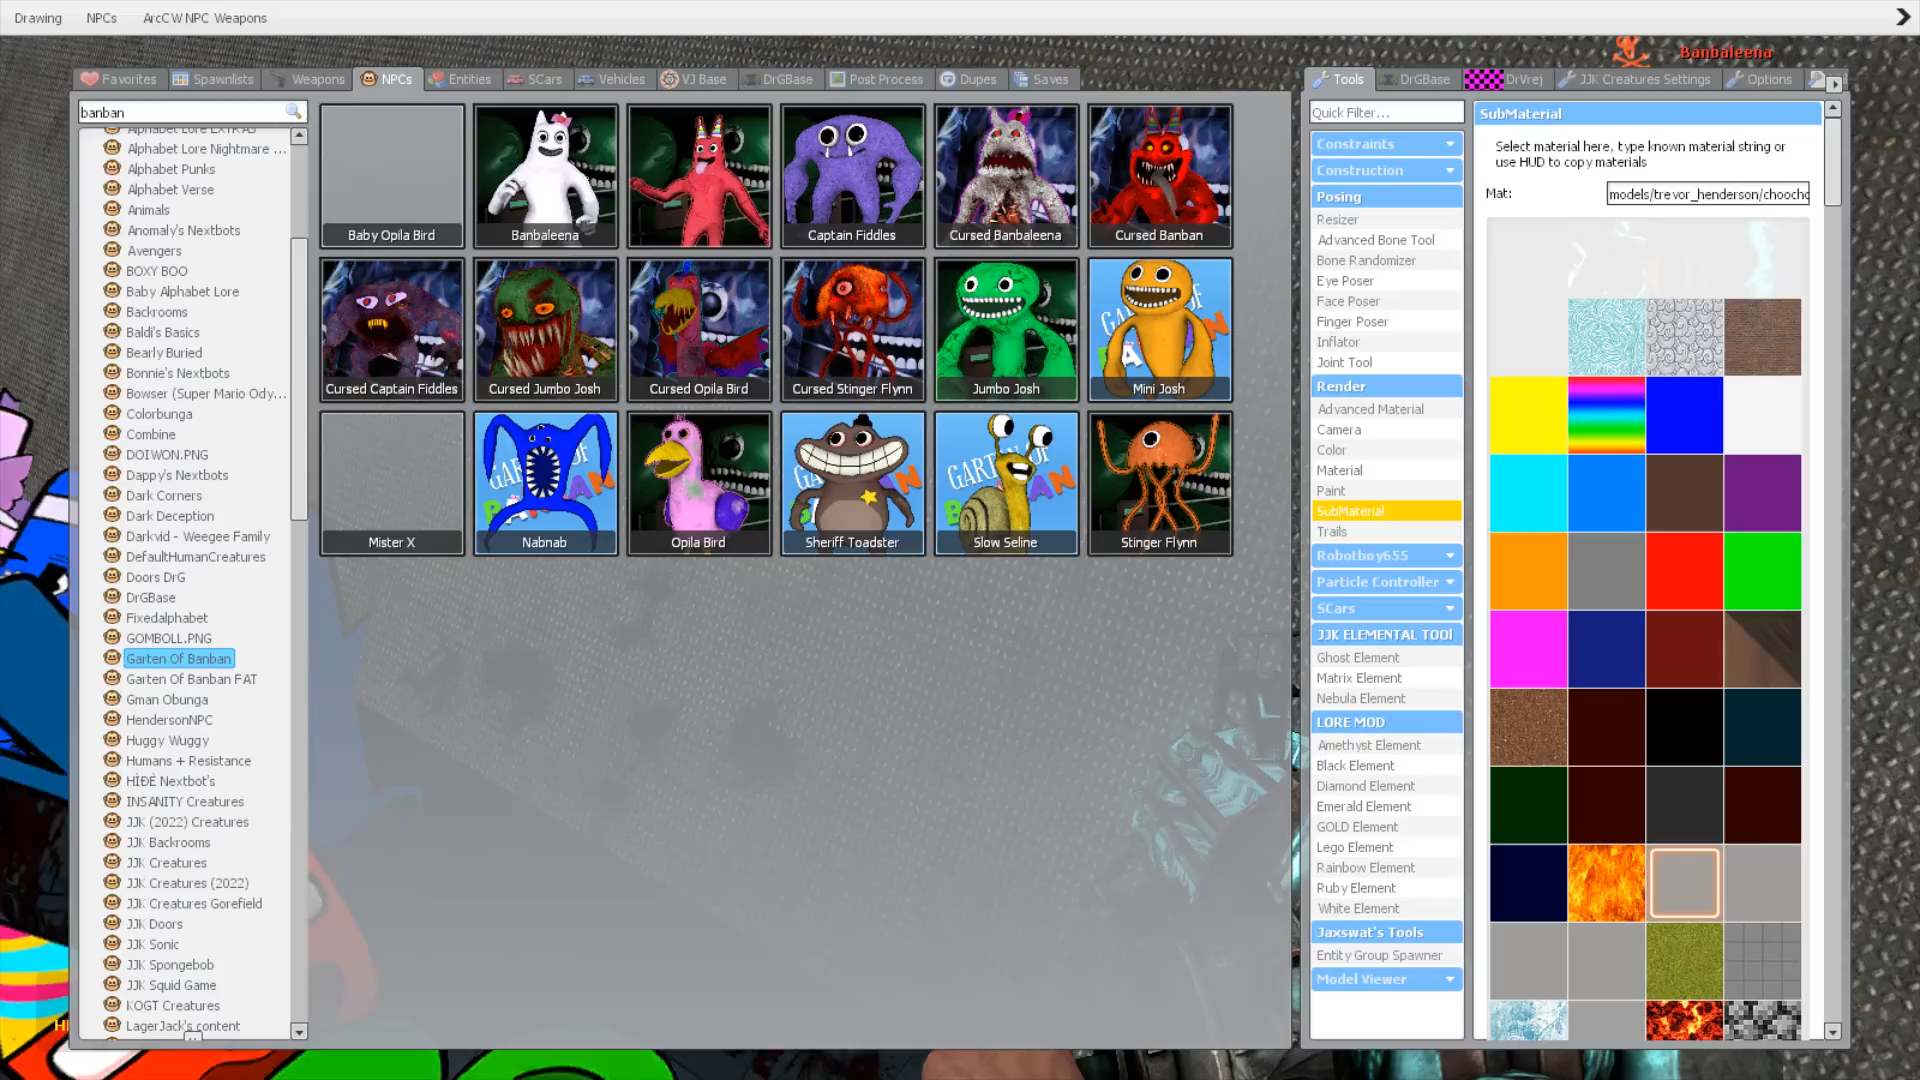 Drawing NPCs ArcCW NPC Weapons
Banbaleena
Favorites Spawnlists Weapons NPCs Entities SCars Vehicles VJ Base DrGBase Post Process Dupes Saves
banban
Alphabet Lore EXTRAS
Alphabet Lore Nightmare ...
Alphabet Punks
Alphabet Verse
Animals
Anomaly's Nextbots
Avengers
BOXY BOO
Baby Alphabet Lore
Backrooms
Baldi's Basics
Bearly Buried
Bonnie's Nextbots
Bowser (Super Mario Ody...
Colorbunga
Combine
DOIWON.PNG
Dappy's Nextbots
Dark Corners
Dark Deception
Darkvid - Weegee Family
DefaultHumanCreatures
Doors DrG
DrGBase
Fixedalphabet
GOMBOLL.PNG
Garten Of Banban
Garten Of Banban FAT
Gman Obunga
HendersonNPC
Huggy Wuggy
Humans + Resistance
HÏĐÈ Nextbot's
INSANITY Creatures
JJK (2022) Creatures
JJK Backrooms
JJK Creatures
JJK Creatures (2022)
JJK Creatures Gorefield
JJK Doors
JJK Sonic
JJK Spongebob
JJK Squid Game
KOGT Creatures
LagerJack's content
Baby Opila Bird
Banbaleena
Captain Fiddles
Cursed Banbaleena
Cursed Banban
Cursed Captain Fiddles
Cursed Jumbo Josh
Cursed Opila Bird
Cursed Stinger Flynn
Jumbo Josh
Mini Josh
Mister X
Nabnab
Opila Bird
Sheriff Toadster
Slow Seline
Stinger Flynn
Tools DrGBase DrVrej JJK Creatures Settings Options
Quick Filter...
Constraints
Construction
Posing
Resizer
Advanced Bone Tool
Bone Randomizer
Eye Poser
Face Poser
Finger Poser
Inflator
Joint Tool
Render
Advanced Material
Camera
Color
Material
Paint
SubMaterial
Trails
Robotboy655
Particle Controller
SCars
JJK ELEMENTAL TOOl
Ghost Element
Matrix Element
Nebula Element
LORE MOD
Amethyst Element
Black Element
Diamond Element
Emerald Element
GOLD Element
Lego Element
Rainbow Element
Ruby Element
White Element
Jaxswat's Tools
Entity Group Spawner
Model Viewer
SubMaterial
Select material here, type known material string or
use HUD to copy materials
Mat: models/trevor_henderson/choocho